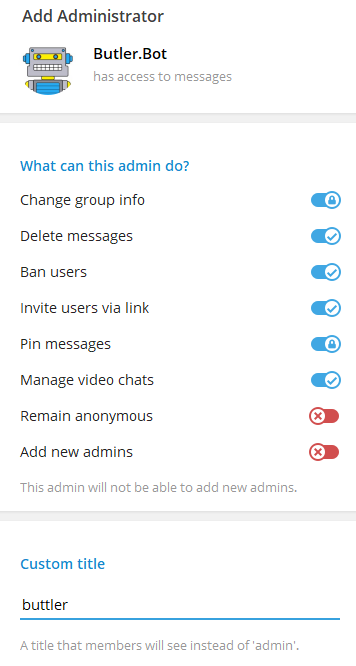 Add Administrator
Butler.Bot
has access to messages
What can this admin do?
Change group info
Delete messages
Ban users
Invite users via link
Pin messages
Manage video chats
Remain anonymous
Add new admins
This admin will not be able to add new admins.
Custom title
buttler
A title that members will see instead of 'admin'.